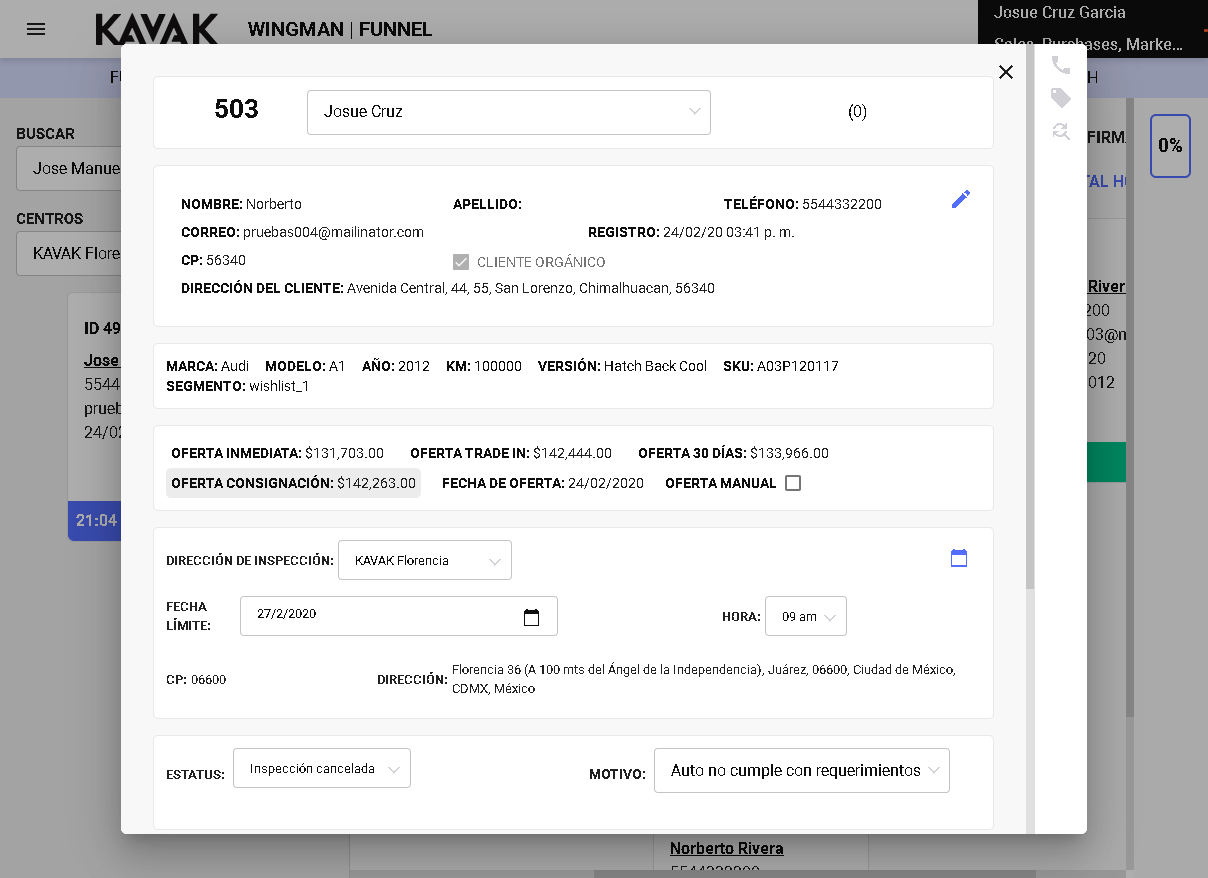 KAVAK WINGMAN | FUNNEL
Josue Cruz Garcia
Sales, Purchases, Marke...
BUSCAR
Jose Manue
CENTROS
KAVAK Flore
ID 49
Jose
5544
prueb
24/02
21:04
503 Josue Cruz (0)
NOMBRE: Norberto APELLIDO: TELÉFONO: 5544332200
CORREO: pruebas004@mailinator.com REGISTRO: 24/02/20 03:41 p. m.
CP: 56340 CLIENTE ORGÁNICO
DIRECCIÓN DEL CLIENTE: Avenida Central, 44, 55, San Lorenzo, Chimalhuacan, 56340
MARCA: Audi MODELO: A1 AÑO: 2012 KM: 100000 VERSIÓN: Hatch Back Cool SKU: A03P120117
SEGMENTO: wishlist_1
OFERTA INMEDIATA: $131,703.00 OFERTA TRADE IN: $142,444.00 OFERTA 30 DÍAS: $133,966.00
OFERTA CONSIGNACIÓN: $142,263.00 FECHA DE OFERTA: 24/02/2020 OFERTA MANUAL
DIRECCIÓN DE INSPECCIÓN: KAVAK Florencia
FECHA LÍMITE: 27/2/2020 HORA: 09 am
CP: 06600 DIRECCIÓN: Florencia 36 (A 100 mts del Ángel de la Independencia), Juárez, 06600, Ciudad de México,
CDMX, México
ESTATUS: Inspección cancelada MOTIVO: Auto no cumple con requerimientos
H
FIRMA
0%
TAL HO
River
200
03@m
20
012
Norberto Rivera
5544332200